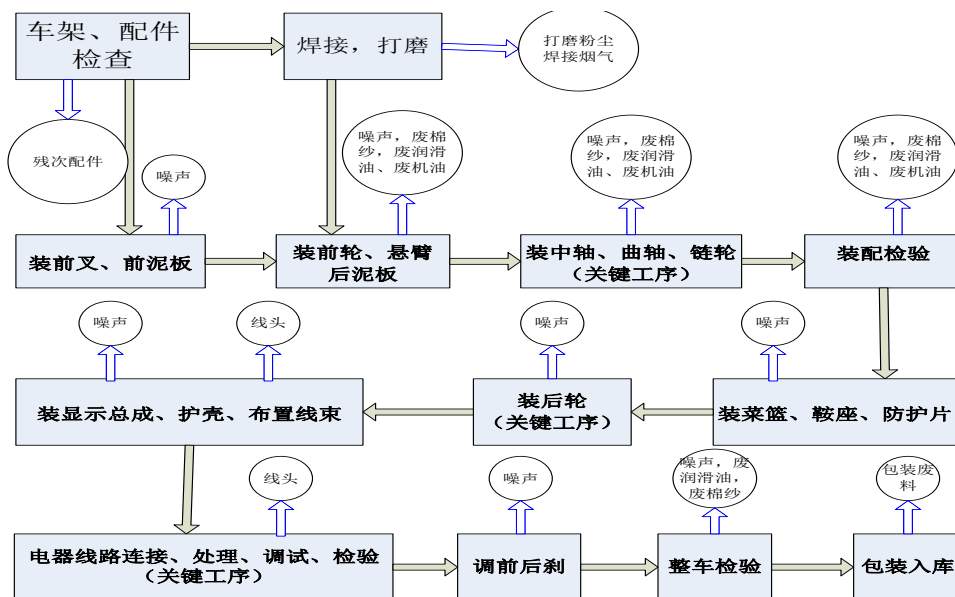 车架、配件
检查
焊接，打磨
打磨粉尘
焊接烟气
残次配件
噪声
噪声，废棉
纱，废润滑
油、废机油
噪声，废棉
纱，废润滑
油、废机油
噪声，废棉
纱，废润滑
油、废机油
装前叉、前泥板
装前轮、悬臂
后泥板
装中轴、曲轴、链轮
（关键工序）
装配检验
噪声
线头
噪声
噪声
装显示总成、护壳、布置线束
装后轮
（关键工序）
装菜篮、鞍座、防护片
线头
噪声
噪声，废
润滑油，
废棉纱
包装废
料
电器线路连接、处理、调试、检验
（关键工序）
调前后刹
整车检验
包装入库